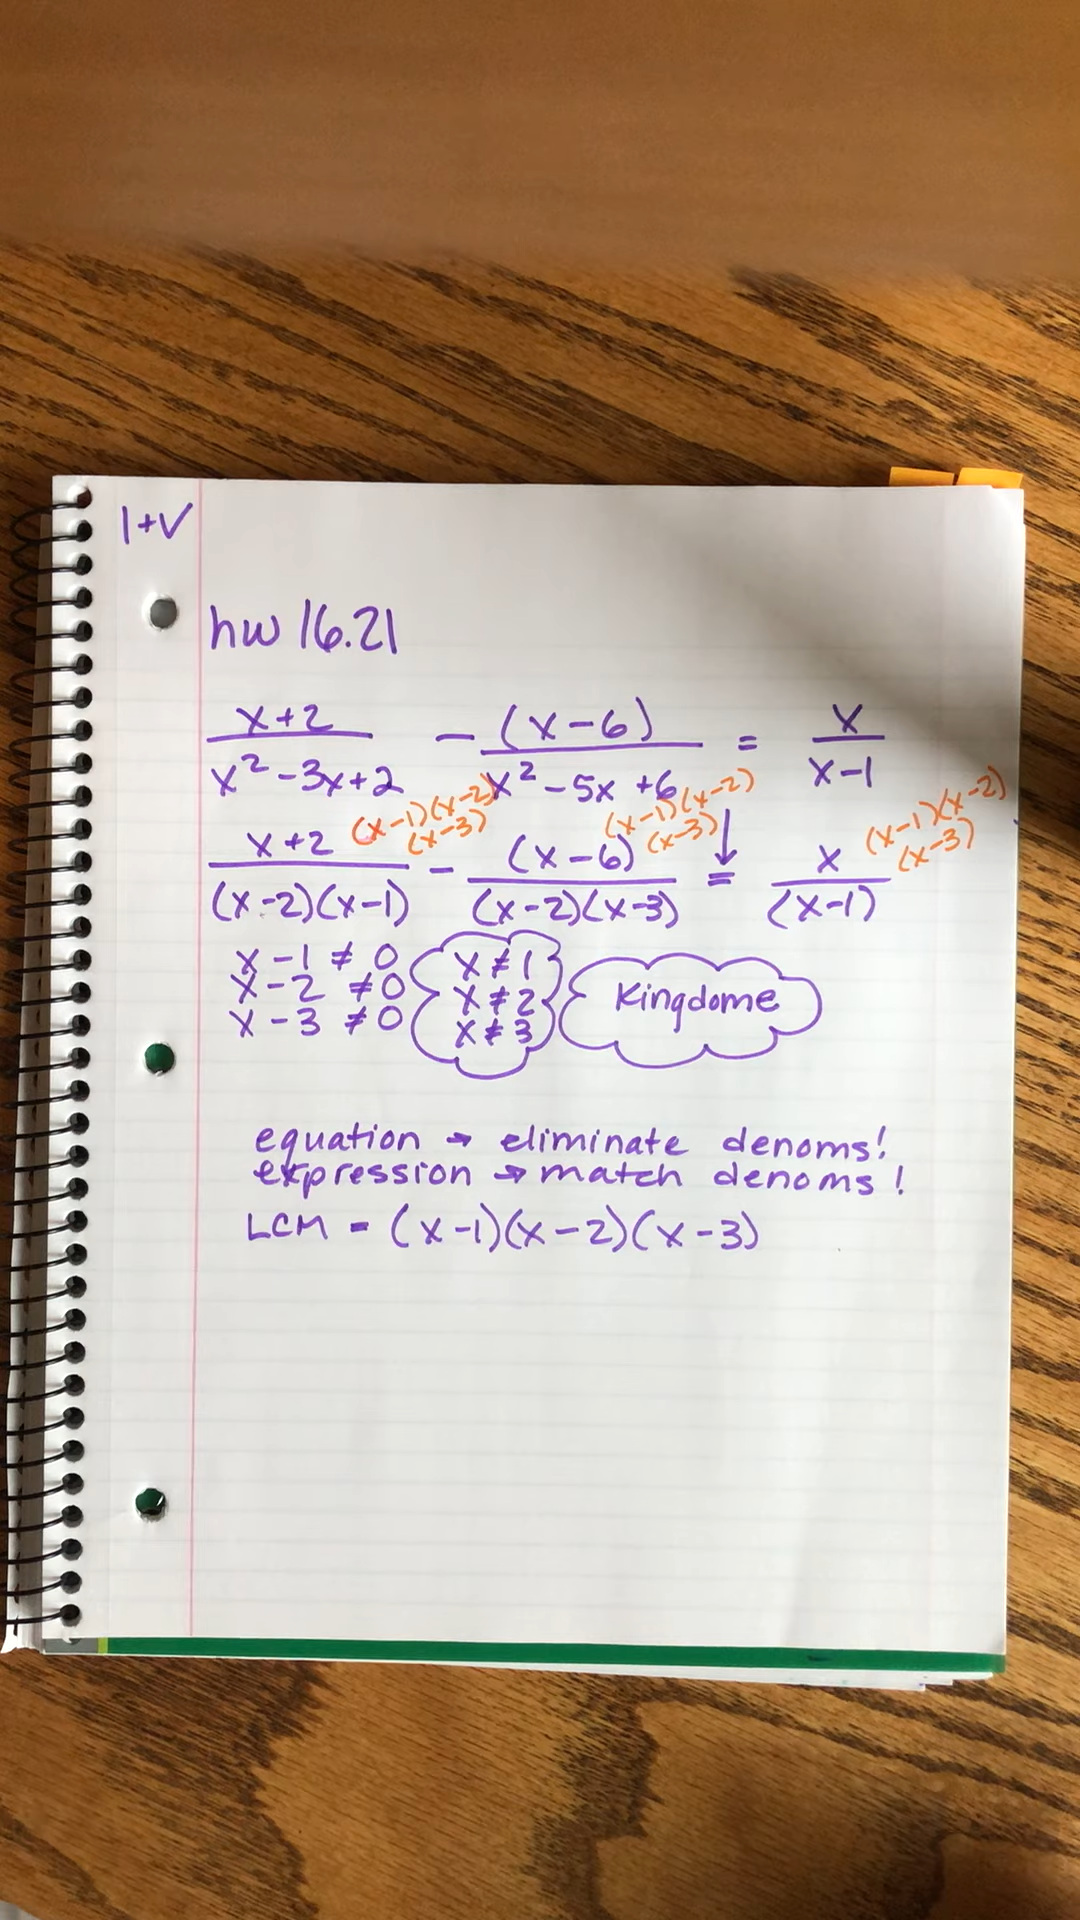 1+V
hw 16.21
x+2 / x² -3x+2 - (x-6) / x² -5x +6 = x / x-1
(x-1)(x-2)(x-3) (x-1)(x-2)(x-3) ↓ (x-1)(x-2)(x-3)
x+2 / (x-2)(x-1) - (x-6) / (x-2)(x-3) = x / (x-1)
x-1 ≠ 0 x≠1
x-2 ≠0 x≠2 Kingdome
x-3 ≠0 x≠3
equation → eliminate denoms!
expression → match denoms!
LCM = (x-1)(x-2)(x-3)